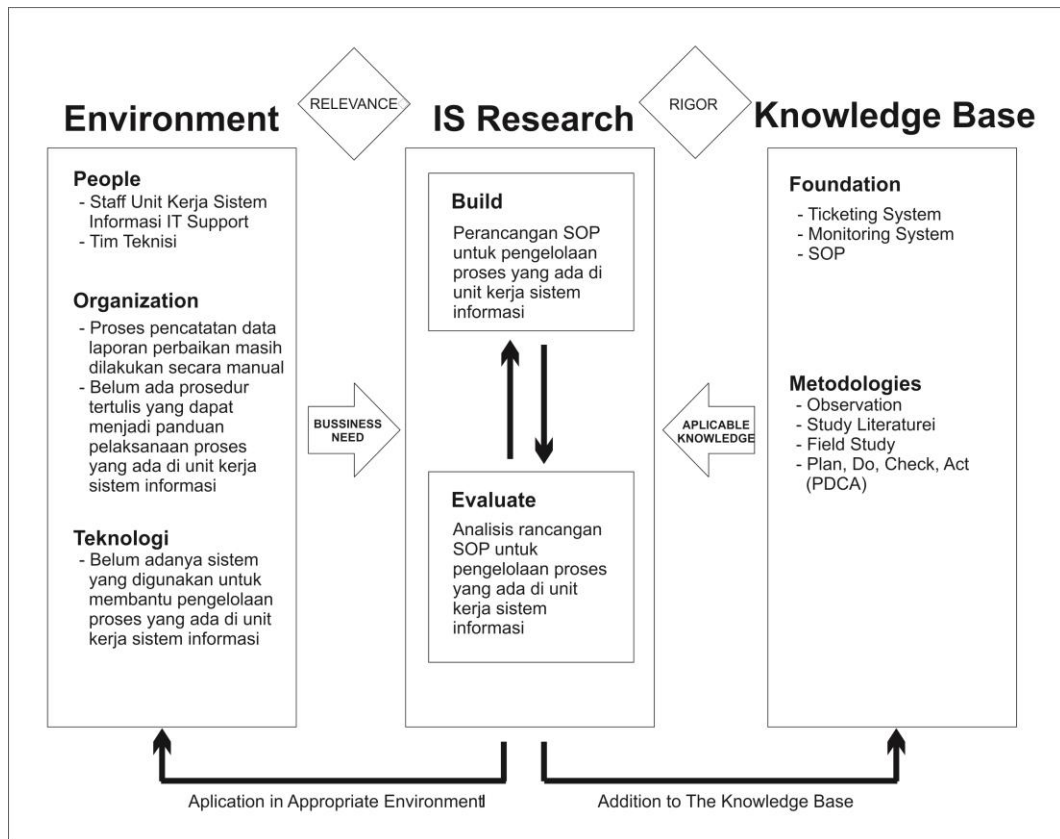 RELEVANCE
RIGOR
Environment
IS Research
Knowledge Base
People
- Staff Unit Kerja Sistem
Informasi IT Support
- Tim Teknisi
Organization
- Proses pencatatan data
laporan perbaikan masih
dilakukan secara manual
- Belum ada prosedur
tertulis yang dapat
menjadi panduan
pelaksanaan proses
yang ada di unit kerja
sistem informasi
Teknologi
- Belum adanya sistem
yang digunakan untuk
membantu pengelolaan
proses yang ada di unit
kerja sistem informasi
BUSSINESS
NEED
Build
Perancangan SOP
untuk pengelolaan
proses yang ada di
unit kerja sistem
informasi
Evaluate
Analisis rancangan
SOP untuk
pengelolaan proses
yang ada di unit
kerja sistem
informasi
APLICABLE
KNOWLEDGE
Foundation
- Ticketing System
- Monitoring System
- SOP
Metodologies
- Observation
- Study Literaturei
- Field Study
- Plan, Do, Check, Act
(PDCA)
Aplication in Appropriate Environmentl
Addition to The Knowledge Base